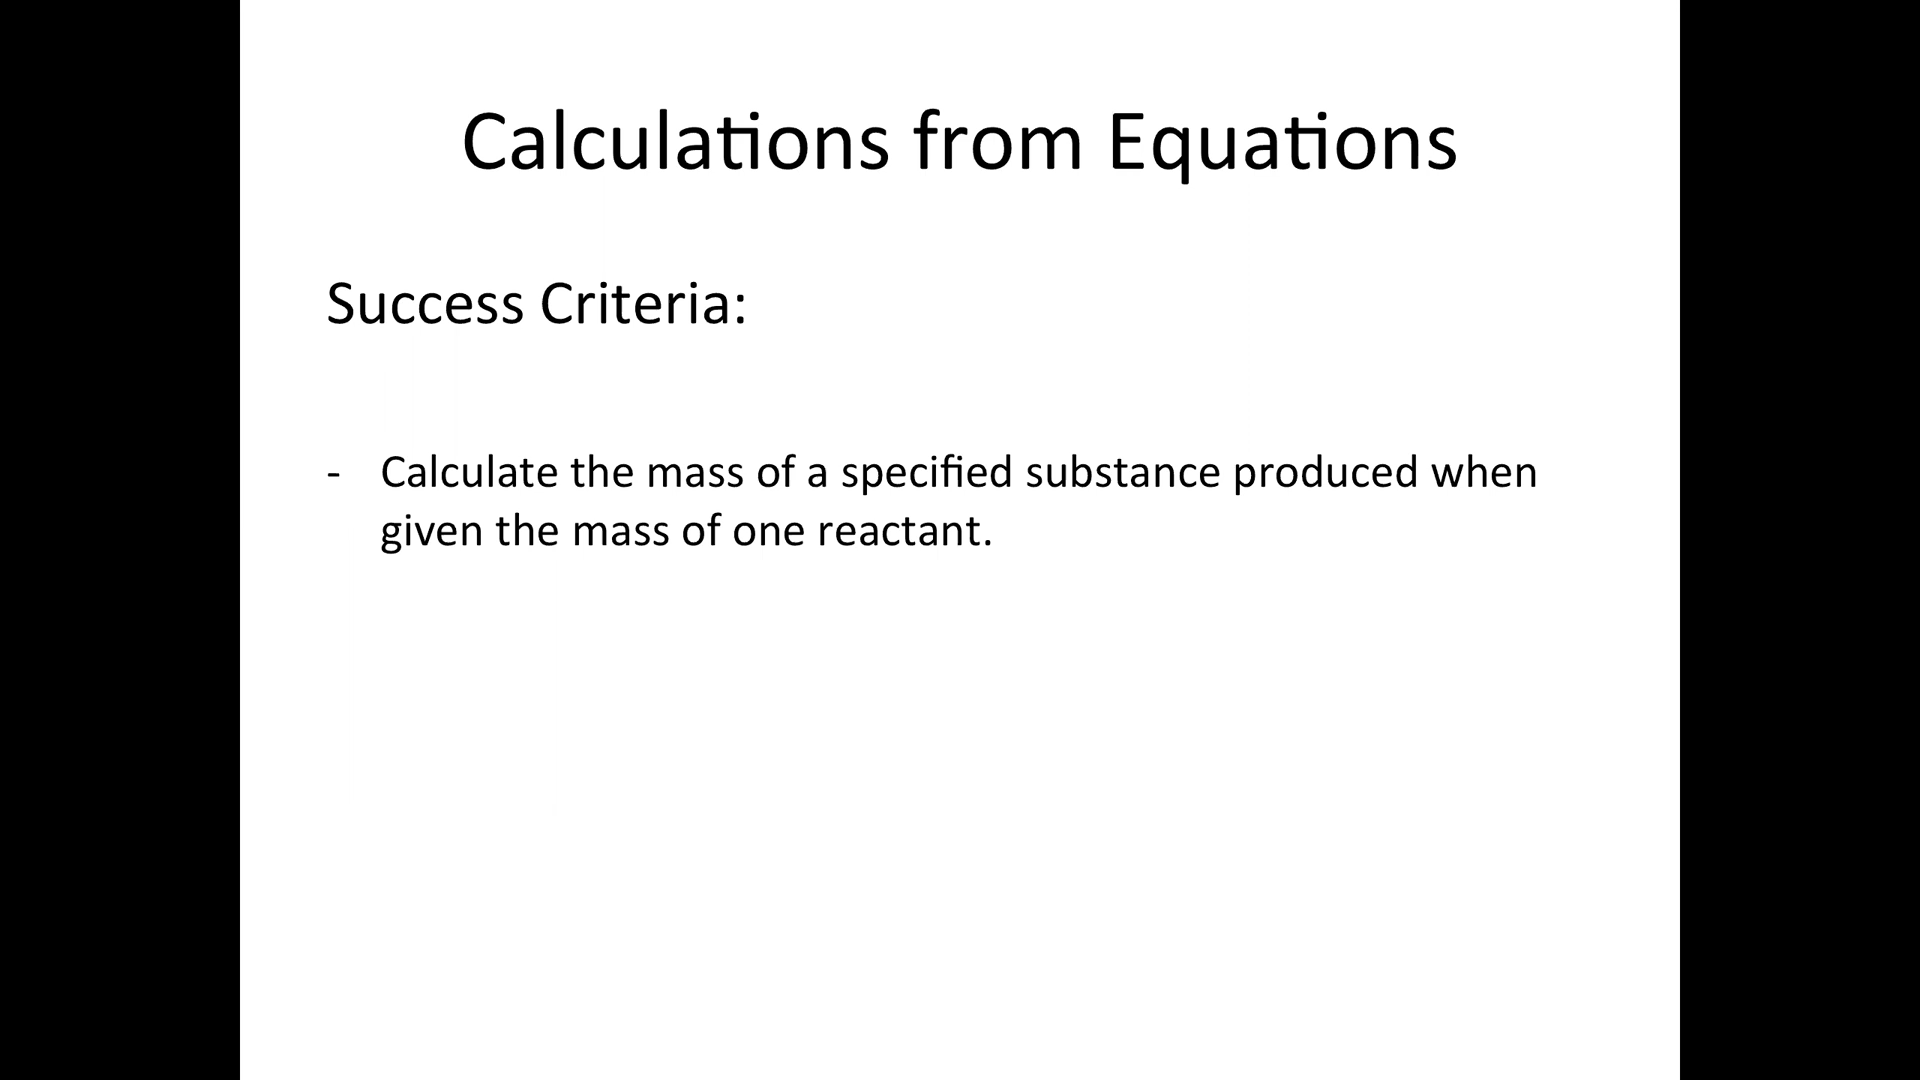 Calculations from Equations
Success Criteria:
- Calculate the mass of a specified substance produced when
given the mass of one reactant.